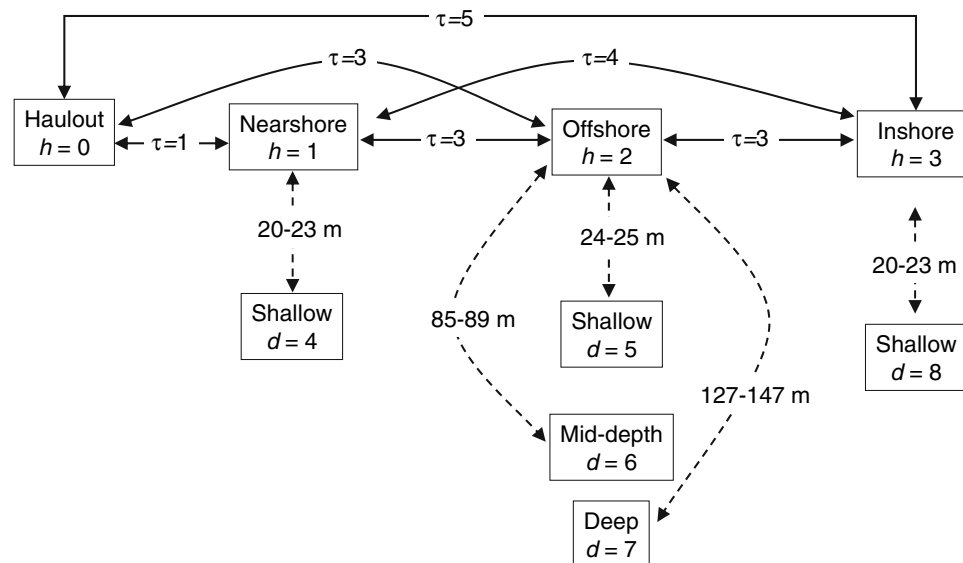 τ=5
τ=3
τ=4
Haulout
h = 0
τ=1
Nearshore
h = 1
τ=3
Offshore
h = 2
τ=3
Inshore
h = 3
20-23 m
24-25 m
20-23 m
85-89 m
127-147 m
Shallow
d = 4
Shallow
d = 5
Shallow
d = 8
Mid-depth
d = 6
Deep
d = 7